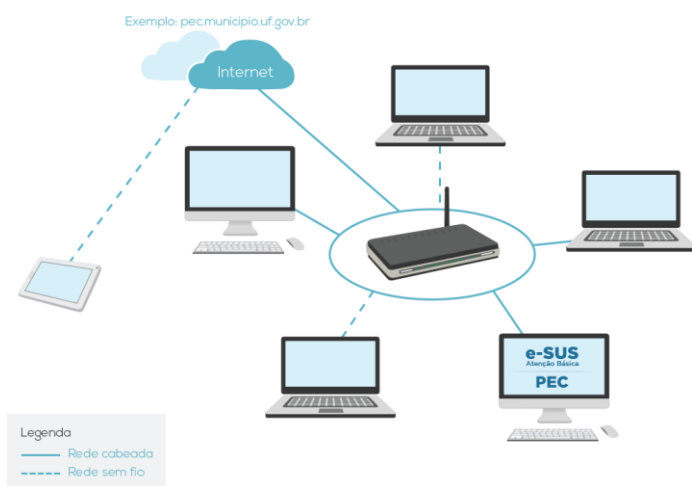 Exemplo: pec.municipio.uf.gov.br
Internet
e-SUS
Atenção Básica
PEC
Legenda
Rede cabeada
Rede sem fio